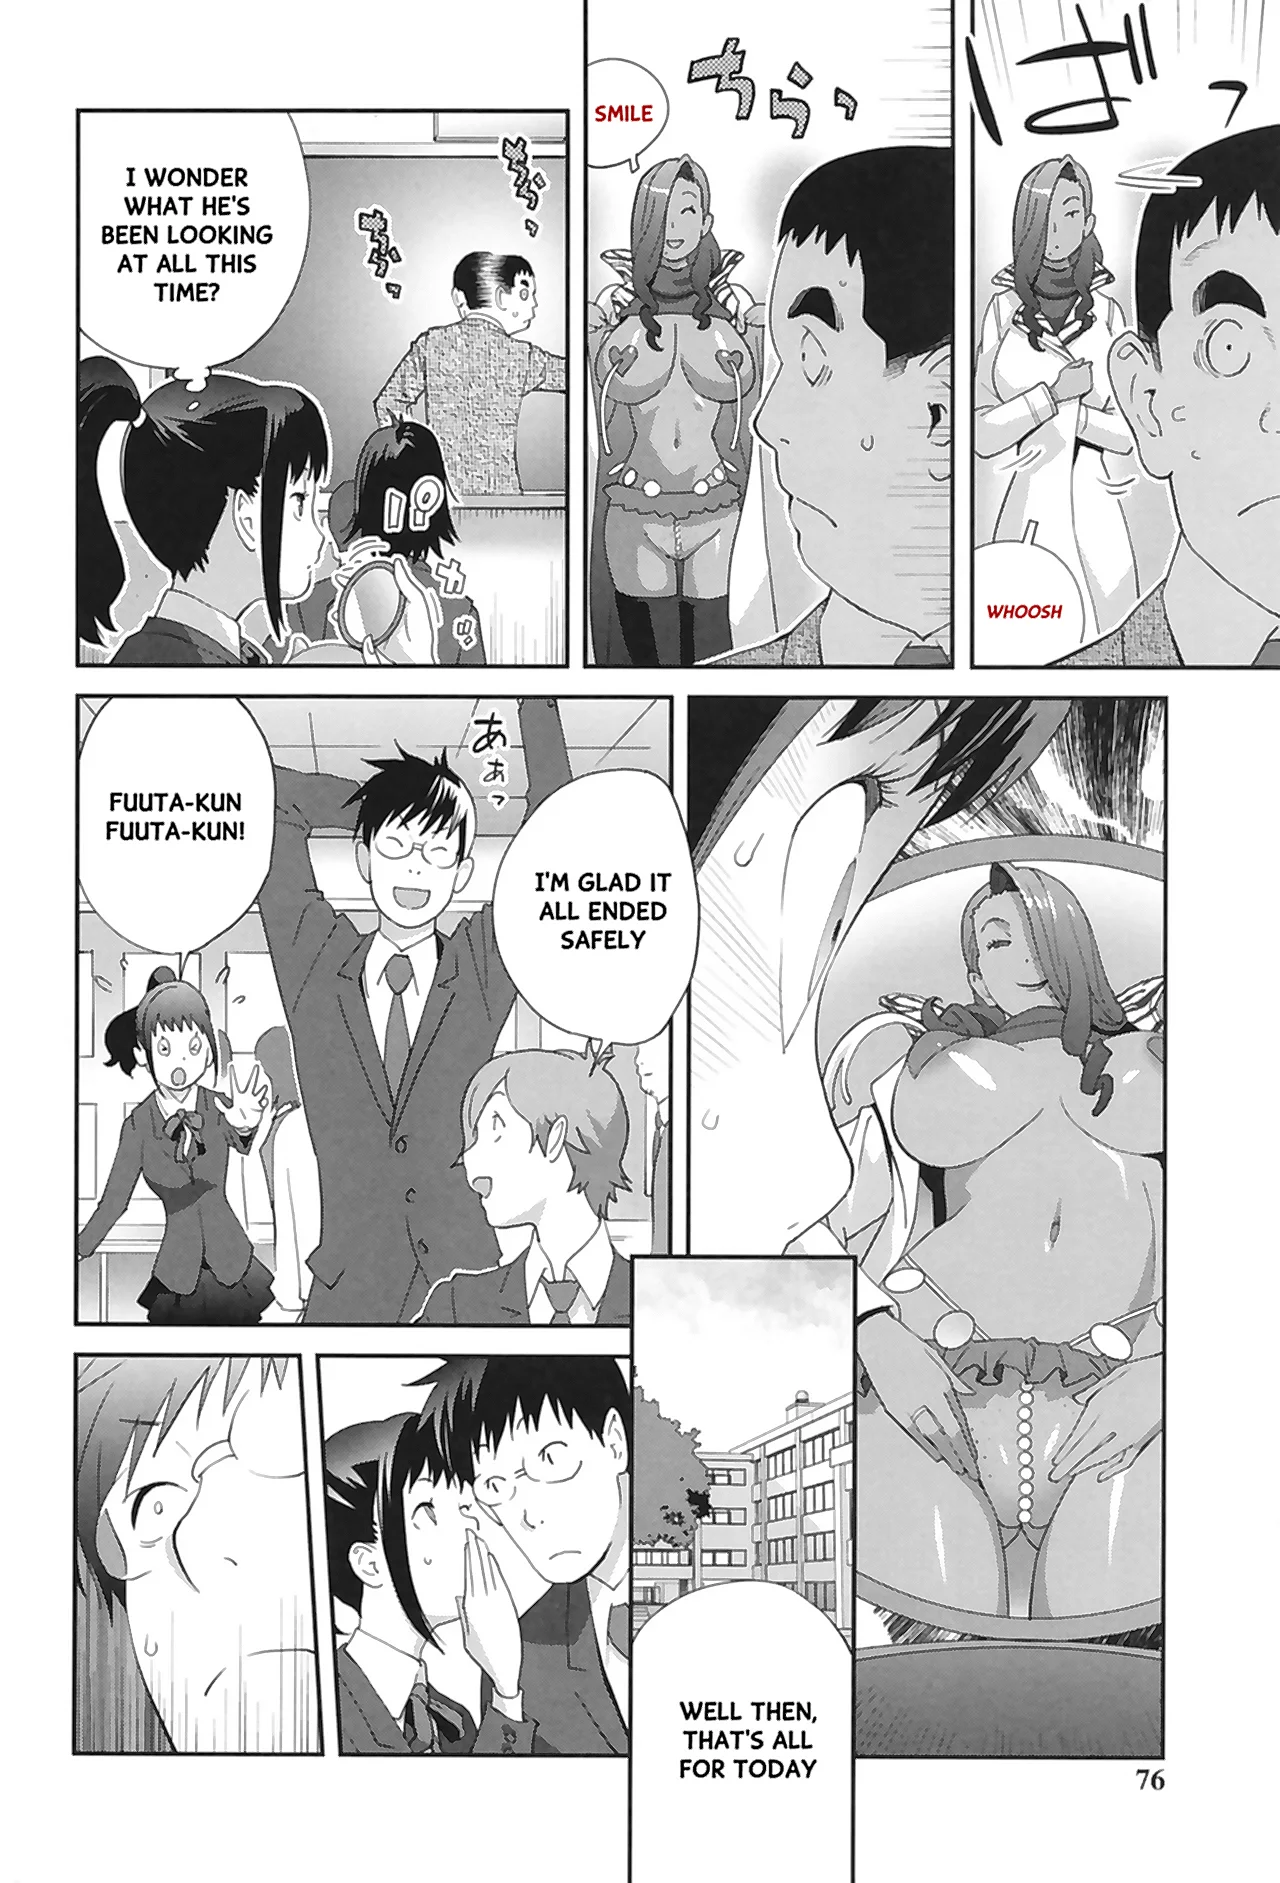 ばっ
WHOOSH
ちらっ
SMILE
I WONDER
WHAT HE'S
BEEN LOOKING
AT ALL THIS
TIME?
!?
I'M GLAD IT
ALL ENDED
SAFELY
あぁっ
FUUTA-KUN
FUUTA-KUN!
WELL THEN,
THAT'S ALL
FOR TODAY
76